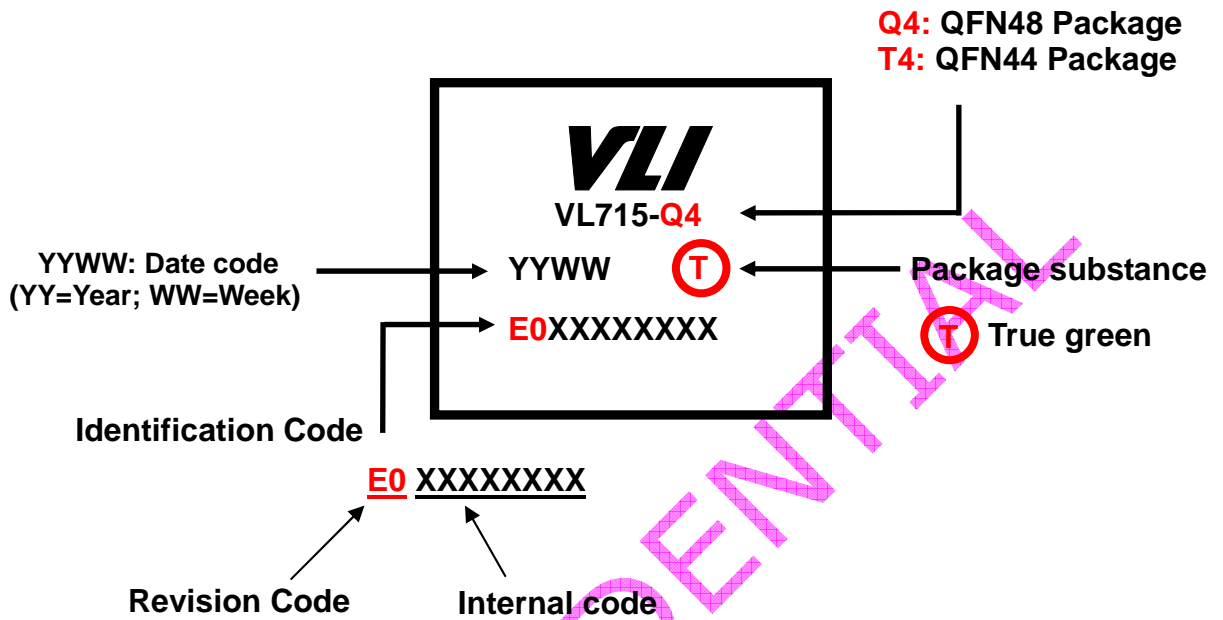 Q4: QFN48 Package
T4: QFN44 Package
VLI
VL715-Q4
YYWW: Date code
(YY=Year; WW=Week)
YYWW T
Package substance
E0XXXXXXXX
T True green
Identification Code
E0 XXXXXXXX
Revision Code
Internal code
DENTIAL